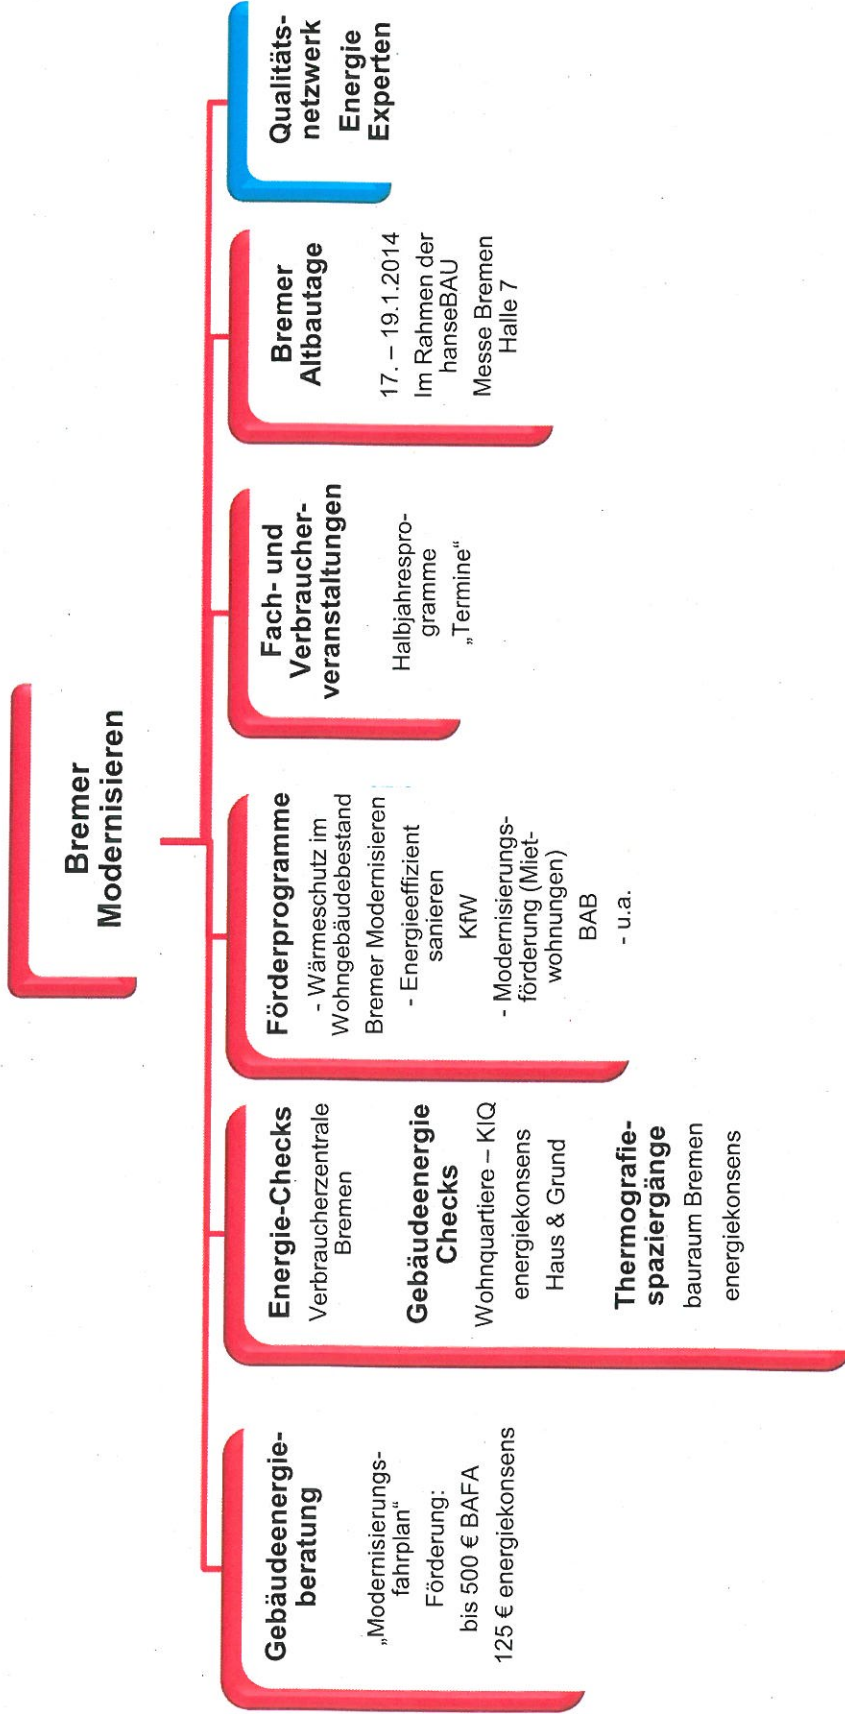 Bremer
Modernisieren
Gebäudeenergie-
beratung
„Modernisierungs-
fahrplan“
Förderung:
bis 500 € BAFA
125 € energiekonsens
Energie-Checks
Verbraucherzentrale
Bremen
Gebäudeenergie
Checks
Wohnquartiere – KIQ
energiekonsens
Haus & Grund
Thermografie-
spaziergänge
bauraum Bremen
energiekonsens
Förderprogramme
- Wärmeschutz im
Wohngebäudebestand
Bremer Modernisieren
- Energieeffizient
sanieren
KfW
- Modernisierungs-
förderung (Miet-
wohnungen)
BAB
- u.a.
Fach- und
Verbraucher-
veranstaltungen
Halbjahrespro-
gramme
„Termine“
Bremer
Altbautage
17. – 19.1.2014
Im Rahmen der
hanseBAU
Messe Bremen
Halle 7
Qualitäts-
netzwerk
Energie
Experten